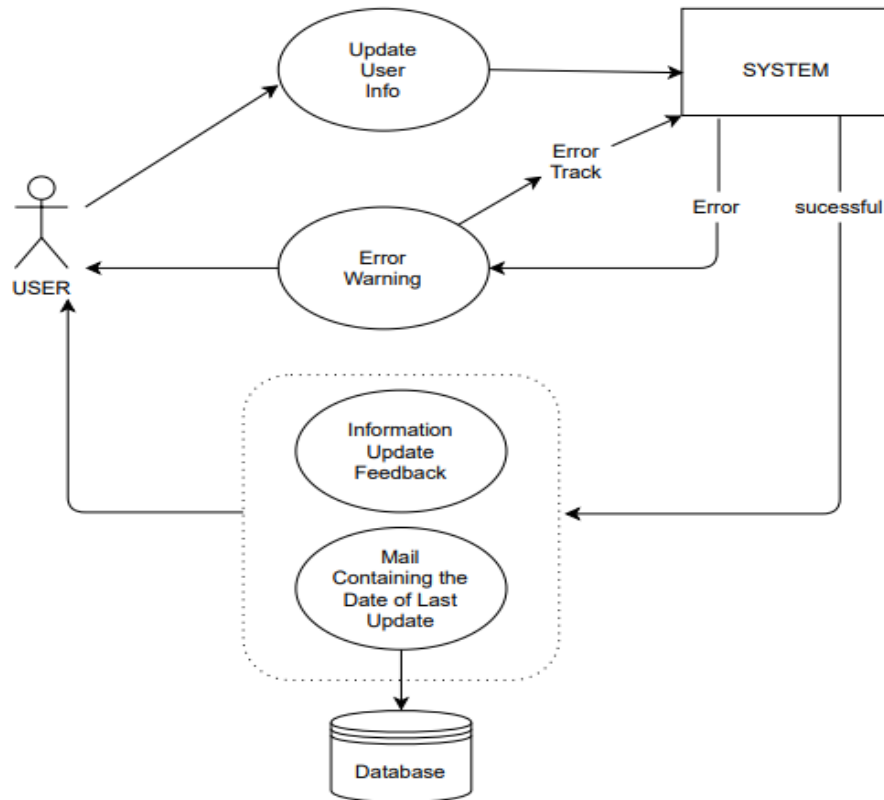 Update
User
Info
SYSTEM
Error
Track
Error
sucessful
Error
Warning
USER
Information
Update
Feedback
Mail
Containing the
Date of Last
Update
Database